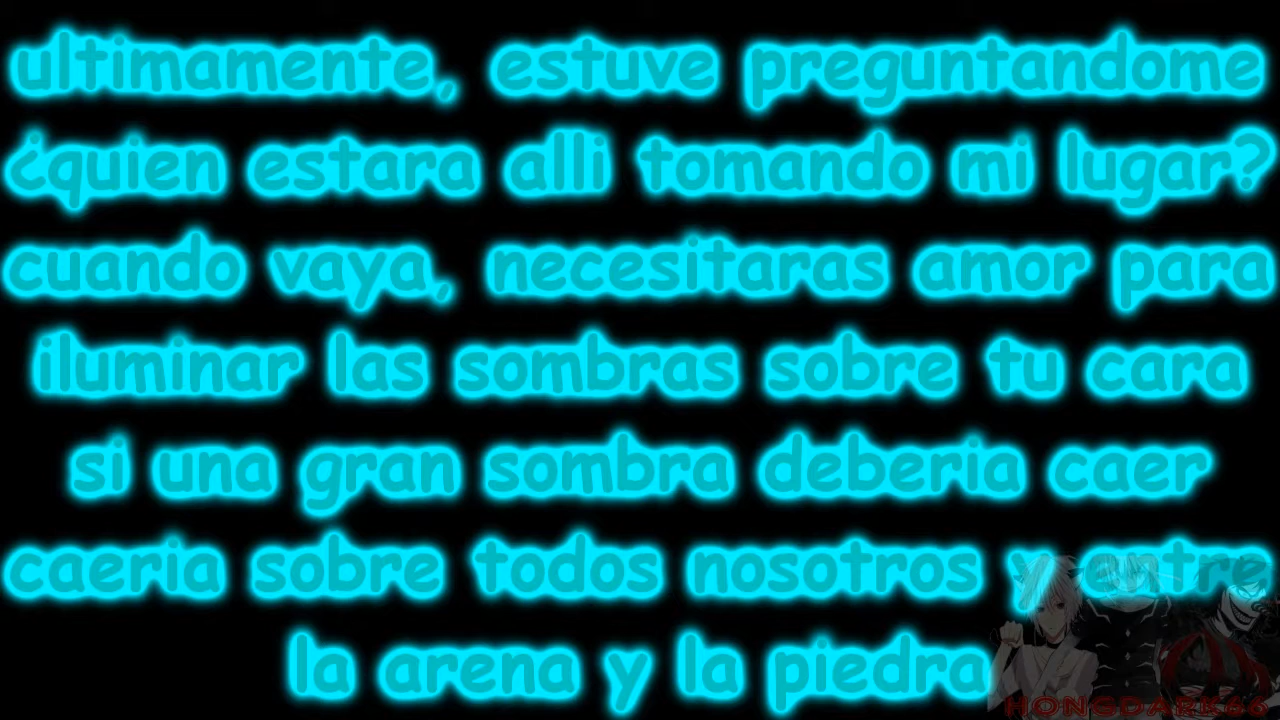 ultimamente, estuve preguntandome
¿quien estara alli tomando mi lugar?
cuando vaya, necesitaras amor para
iluminar las sombras sobre tu cara
si una gran sombra deberia caer
caeria sobre todos nosotros y entre
la arena y la piedra
HONGDARK66